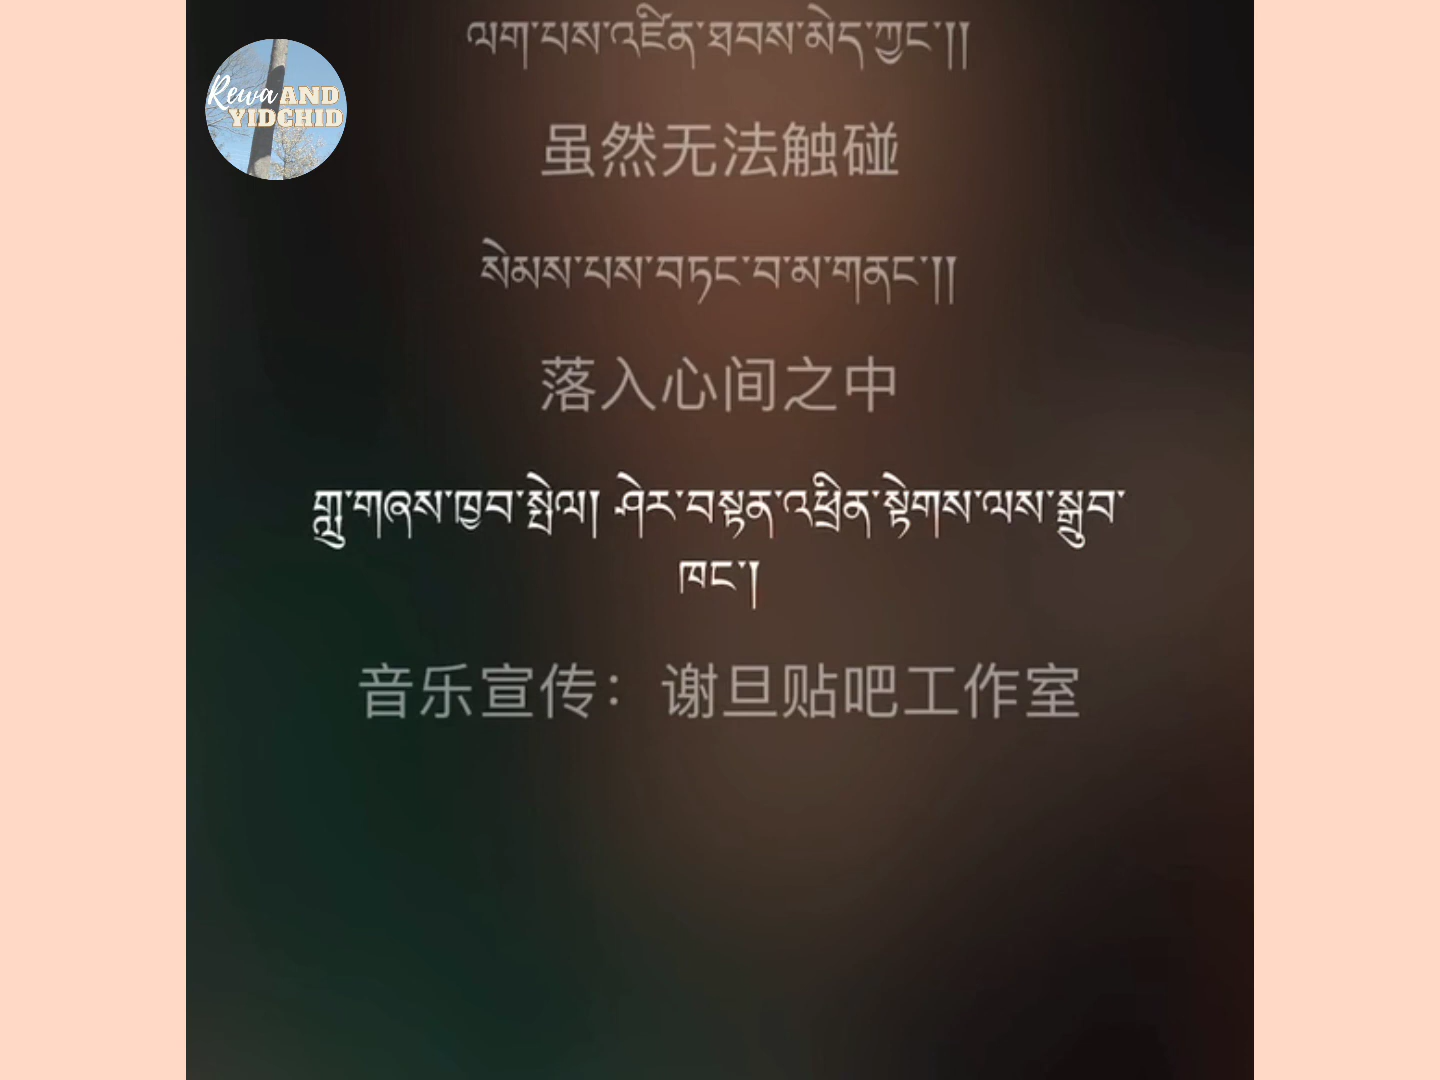 Rewa AND
YIDCHID
ལག་པས་འཛིན་ཐབས་མེད་ཀྱང་།།
虽然无法触碰
སེམས་པས་བཏང་བ་མ་གནང་།།
落入心间之中
གླུ་གཞས་ཁྱབ་སྤེལ། ཤེར་བསྟན་འཕྲིན་སྟེགས་ལས་སྒྲུབ་
ཁང་།
音乐宣传：谢旦贴吧工作室